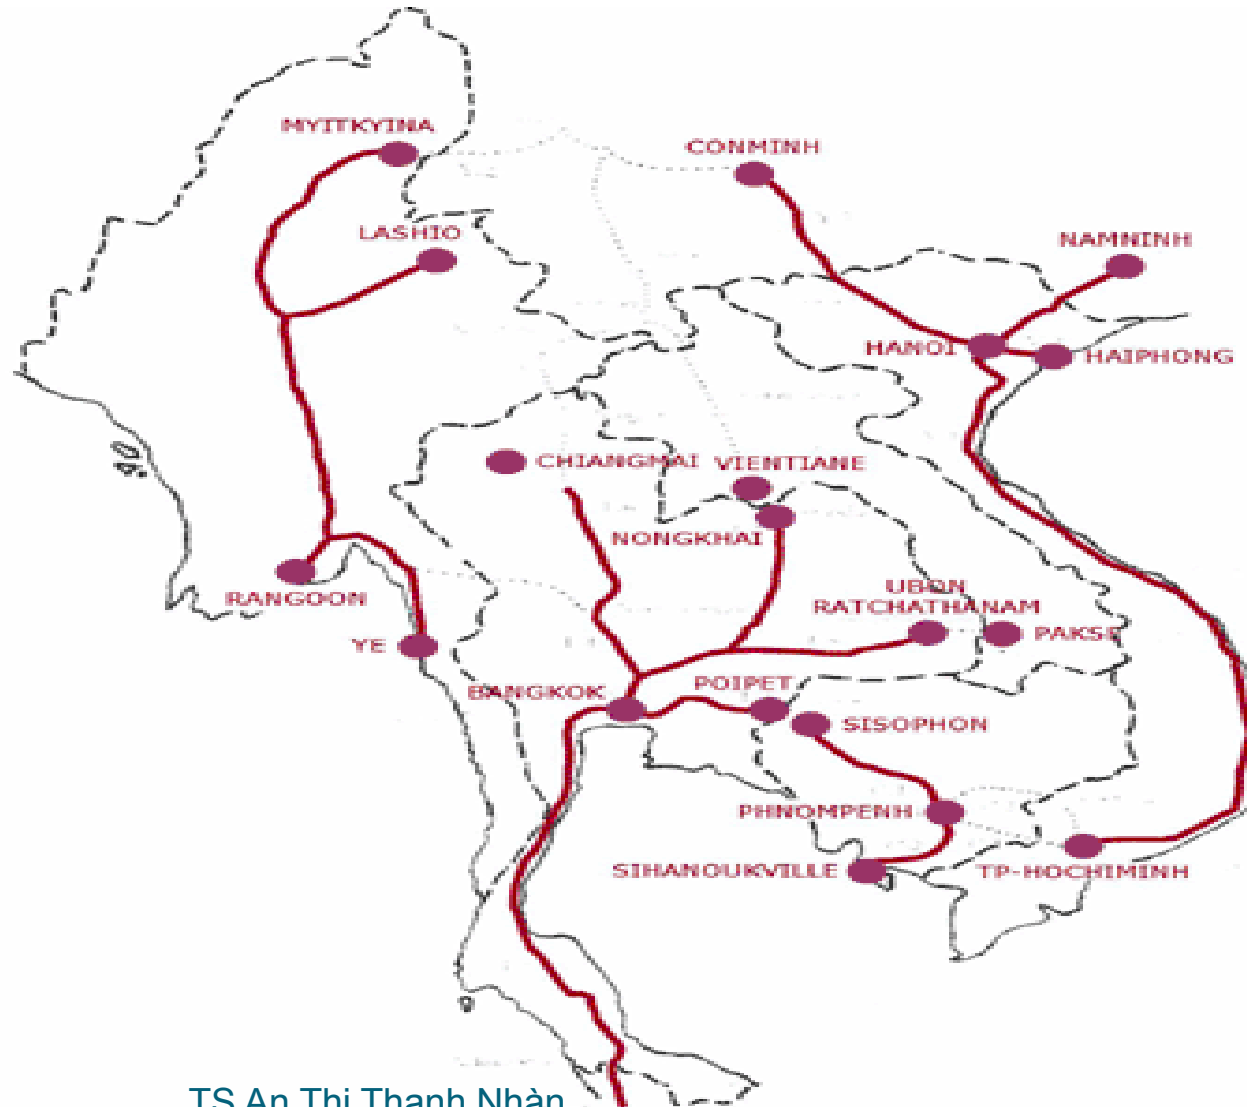 MYITKYINA
CONMINH
LASHIO
NAMNINH
HANOI
HAIPHONG
CHIANGMAI
VIENTIANE
NONGKHAI
RANGOON
UBON
RATCHATHANAM
YE
PAKSE
BANGKOK
POIPET
SISOPHON
PHNOMPENH
SIHANOUKVILLE
TP-HOCHIMINH
TS An Thi Thanh Nhàn